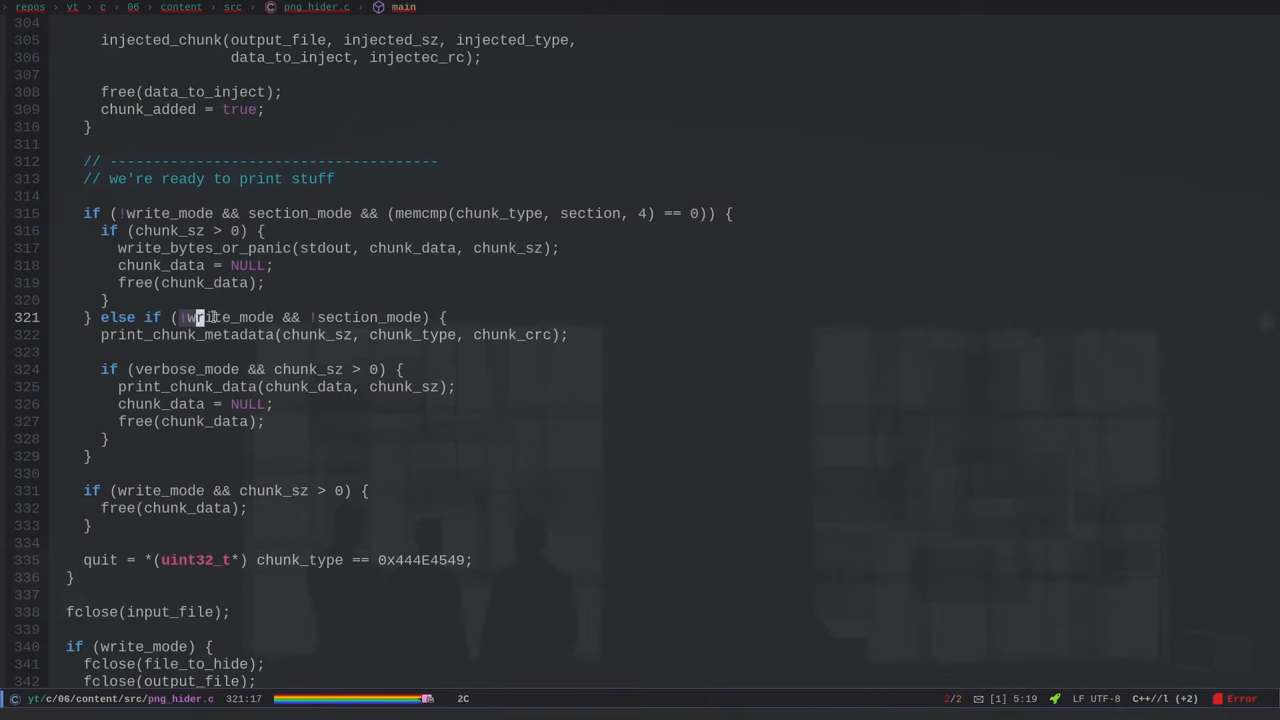 repos > yt > c > 06 > content > src > png_hider.c > main
304
305 injected_chunk(output_file, injected_sz, injected_type,
306 data_to_inject, injectec_rc);
307
308 free(data_to_inject);
309 chunk_added = true;
310 }
311
312 // --------------------------------------
313 // we're ready to print stuff
314
315 if (!write_mode && section_mode && (memcmp(chunk_type, section, 4) == 0)) {
316 if (chunk_sz > 0) {
317 write_bytes_or_panic(stdout, chunk_data, chunk_sz);
318 chunk_data = NULL;
319 free(chunk_data);
320 }
321 } else if (!write_mode && !section_mode) {
322 print_chunk_metadata(chunk_sz, chunk_type, chunk_crc);
323
324 if (verbose_mode && chunk_sz > 0) {
325 print_chunk_data(chunk_data, chunk_sz);
326 chunk_data = NULL;
327 free(chunk_data);
328 }
329 }
330
331 if (write_mode && chunk_sz > 0) {
332 free(chunk_data);
333 }
334
335 quit = *(uint32_t*) chunk_type == 0x444E4549;
336 }
337
338 fclose(input_file);
339
340 if (write_mode) {
341 fclose(file_to_hide);
342 fclose(output_file);
yt/c/06/content/src/png_hider.c 321:17 2C 2/2 [1] 5:19 LF UTF-8 C++//l (+2) Error